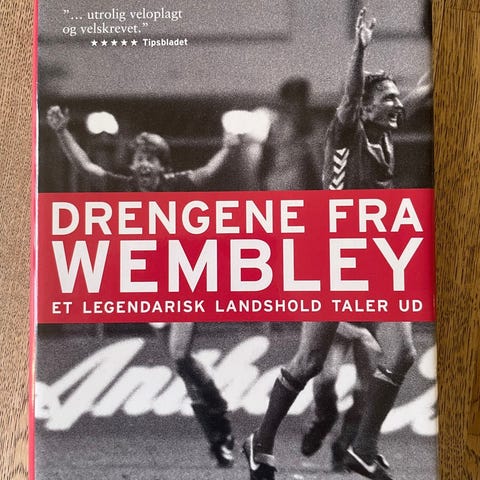 ”... utrolig veloplagt
og velskrevet.”
★★★★★ Tipsbladet
DRENGENE FRA
WEMBLEY
ET LEGENDARISK LANDSHOLD TALER UD